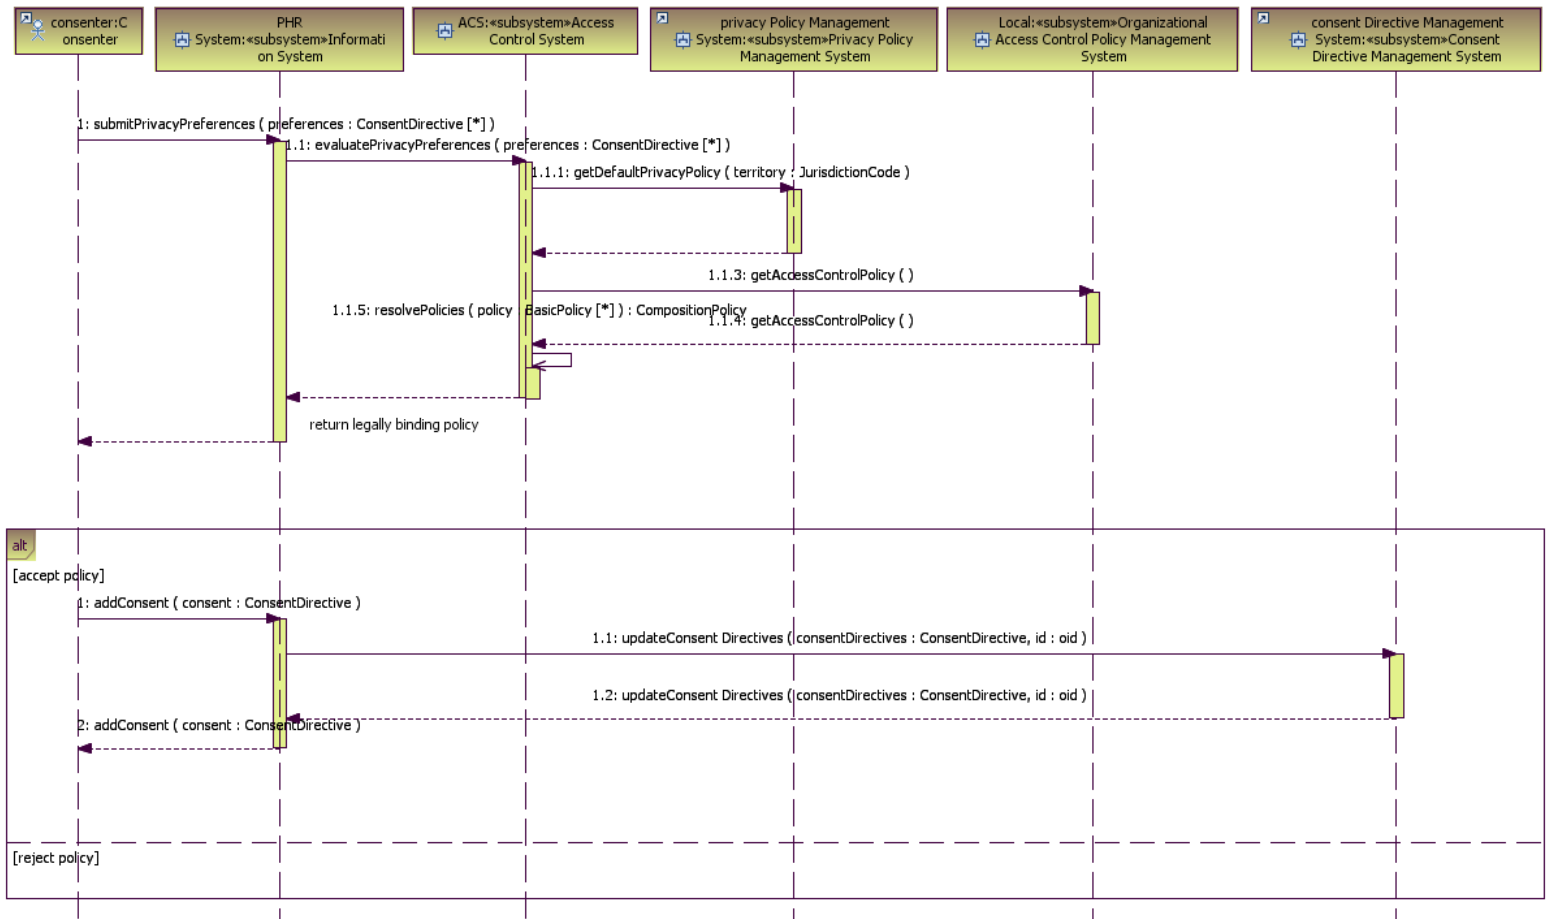 consenter:C
onsenter
PHR
System:«subsystem»Informati
on System
ACS:«subsystem»Access
Control System
privacy Policy Management
System:«subsystem»Privacy Policy
Management System
Local:«subsystem»Organizational
Access Control Policy Management
System
consent Directive Management
System:«subsystem»Consent
Directive Management System
1: submitPrivacyPreferences ( preferences : ConsentDirective [*] )
1.1: evaluatePrivacyPreferences ( preferences : ConsentDirective [*] )
1.1.1: getDefaultPrivacyPolicy ( territory : JurisdictionCode )
1.1.3: getAccessControlPolicy ( )
1.1.5: resolvePolicies ( policy : BasicPolicy [*] ) : CompositionPolicy
1.1.4: getAccessControlPolicy ( )
return legally binding policy
alt
[accept policy]
1: addConsent ( consent : ConsentDirective )
1.1: updateConsent Directives ( consentDirectives : ConsentDirective, id : oid )
1.2: updateConsent Directives ( consentDirectives : ConsentDirective, id : oid )
2: addConsent ( consent : ConsentDirective )
[reject policy]